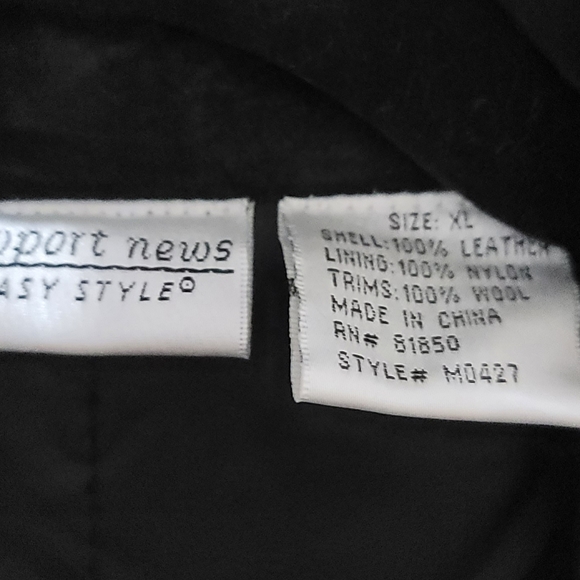 pport news
ASY STYLE®
SIZE: XL
SHELL:100% LEATHER
LINING:100% NYLON
TRIMS:100% WOOL
MADE IN CHINA
RN# 81850
STYLE# M0427